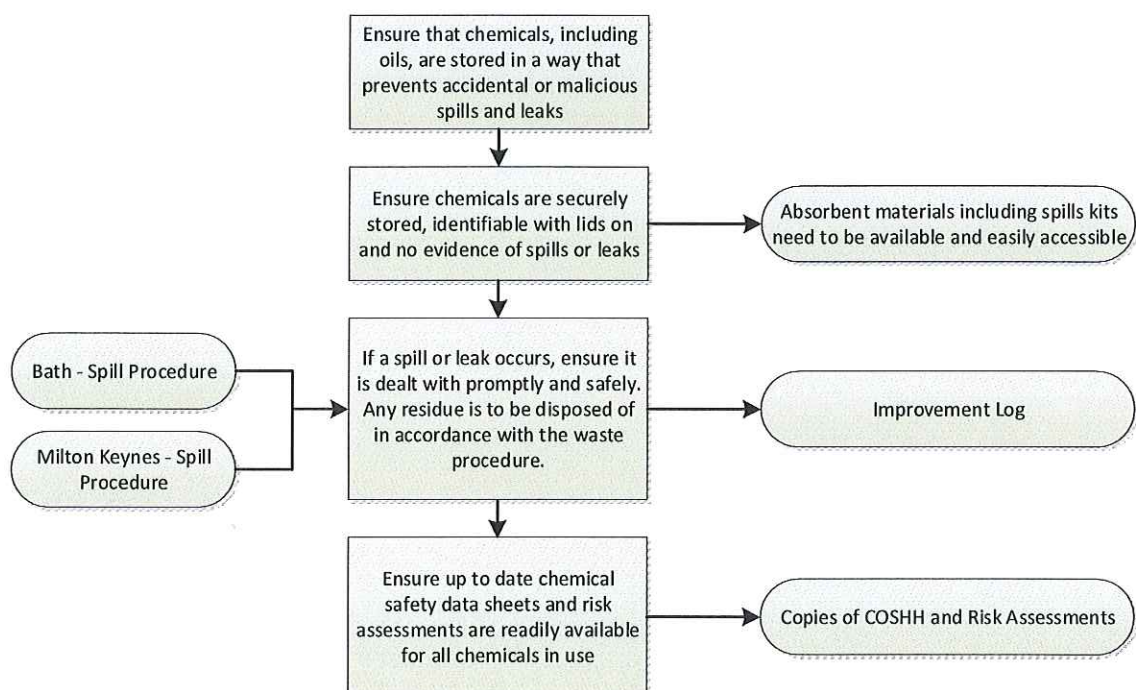 Ensure that chemicals, including
oils, are stored in a way that
prevents accidental or malicious
spills and leaks
Ensure chemicals are securely
stored, identifiable with lids on
and no evidence of spills or leaks
Absorbent materials including spills kits
need to be available and easily accessible
Bath - Spill Procedure
Milton Keynes - Spill
Procedure
If a spill or leak occurs, ensure it
is dealt with promptly and safely.
Any residue is to be disposed of
in accordance with the waste
procedure.
Improvement Log
Ensure up to date chemical
safety data sheets and risk
assessments are readily available
for all chemicals in use
Copies of COSHH and Risk Assessments